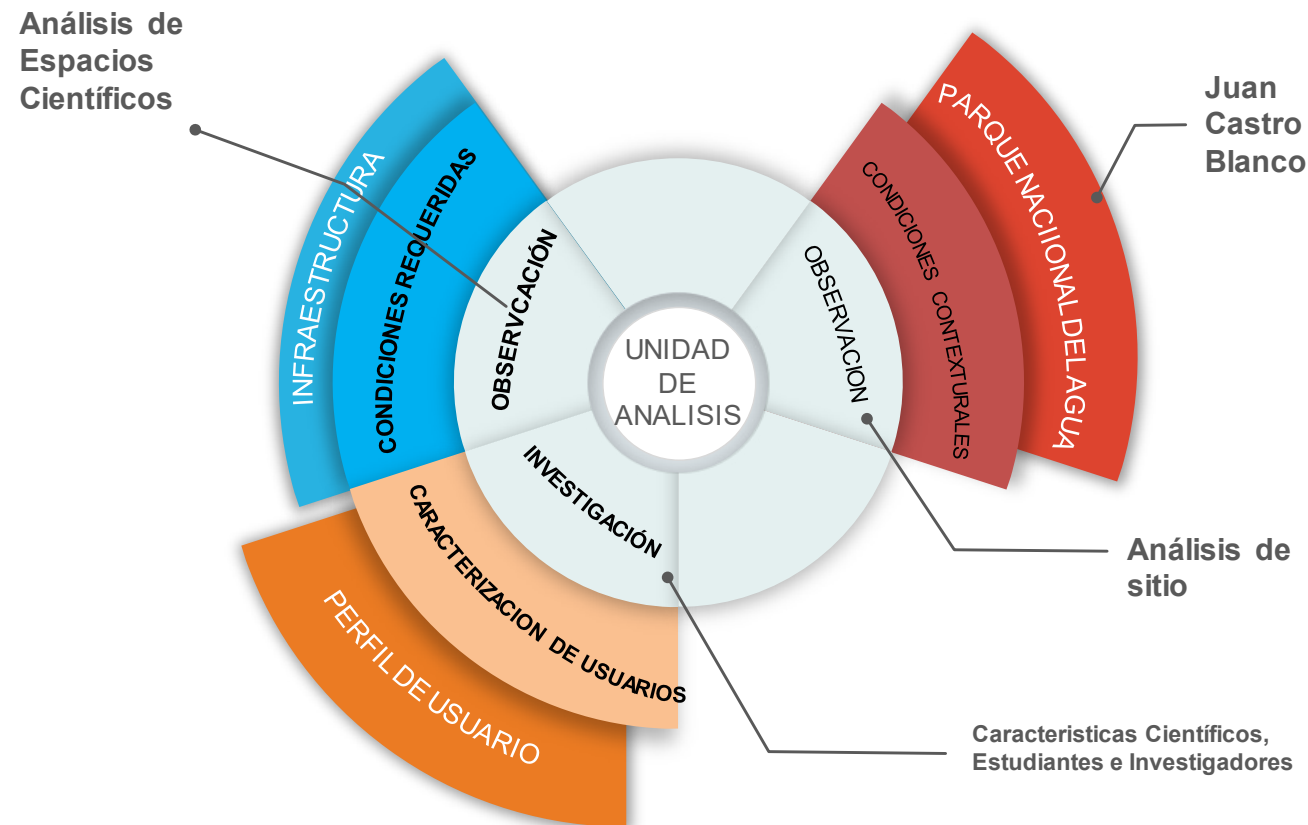 Análisis de
Espacios
Científicos
INFRAESTRUCTURA
CONDICIONES REQUERIDAS
OBSERVCACIÓN
UNIDAD
DE
ANALISIS
OBSERVACION
CONDICIONES CONTEXTURALES
PARQUE NACIIONAL DEL AGUA
Juan
Castro
Blanco
INVESTIGACIÓN
CARACTERIZACION DE USUARIOS
PERFIL DE USUARIO
Análisis de
sitio
Caracteristicas Científicos,
Estudiantes e Investigadores